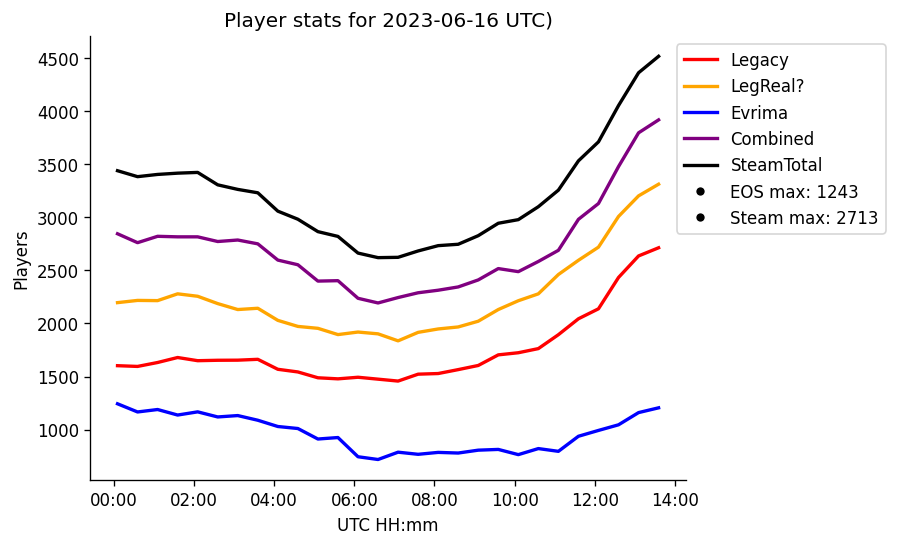 Player stats for 2023-06-16 UTC)
4500
4000
3500
3000
2500
2000
1500
1000
Players
00:00 02:00 04:00 06:00 08:00 10:00 12:00 14:00
UTC HH:mm
Legacy
LegReal?
Evrima
Combined
SteamTotal
EOS max: 1243
Steam max: 2713